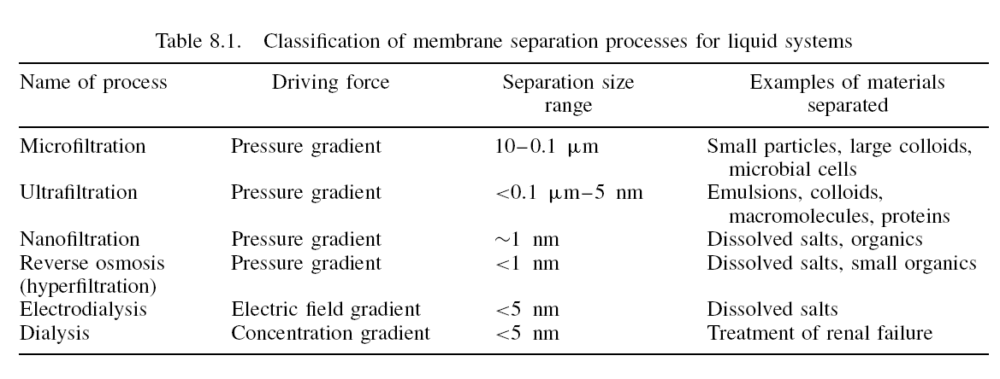 Table 8.1. Classification of membrane separation processes for liquid systems
Name of process Driving force Separation size range Examples of materials separated
Microfiltration Pressure gradient 10–0.1 μm Small particles, large colloids, microbial cells
Ultrafiltration Pressure gradient <0.1 μm–5 nm Emulsions, colloids, macromolecules, proteins
Nanofiltration Pressure gradient ∼1 nm Dissolved salts, organics
Reverse osmosis (hyperfiltration) Pressure gradient <1 nm Dissolved salts, small organics
Electrodialysis Electric field gradient <5 nm Dissolved salts
Dialysis Concentration gradient <5 nm Treatment of renal failure